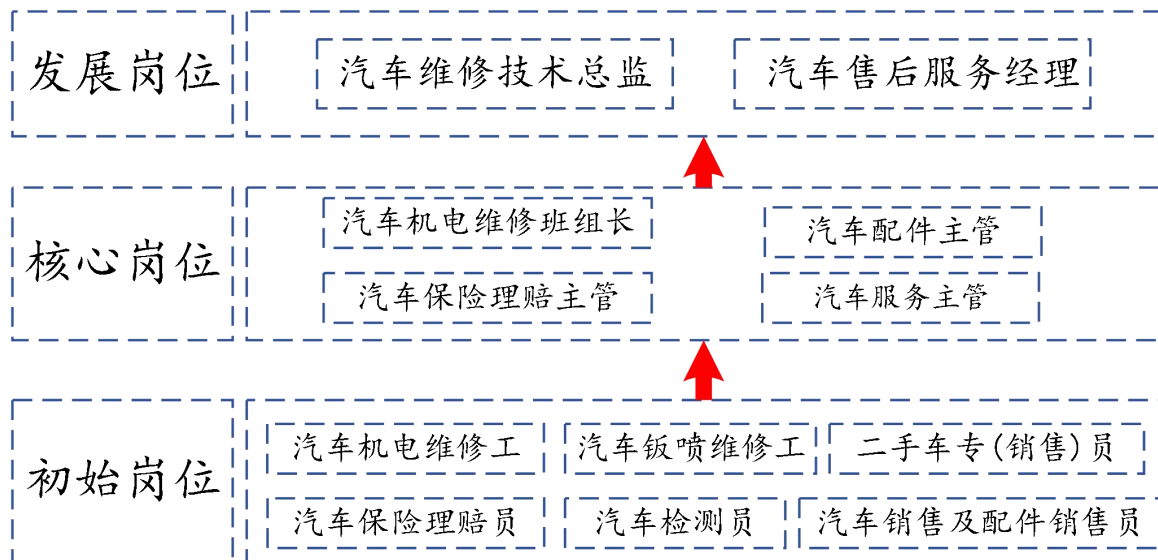 发展岗位
汽车维修技术总监
汽车售后服务经理
核心岗位
汽车机电维修班组长
汽车配件主管
汽车保险理赔主管
汽车服务主管
初始岗位
汽车机电维修工
汽车钣喷维修工
二手车专(销售)员
汽车保险理赔员
汽车检测员
汽车销售及配件销售员